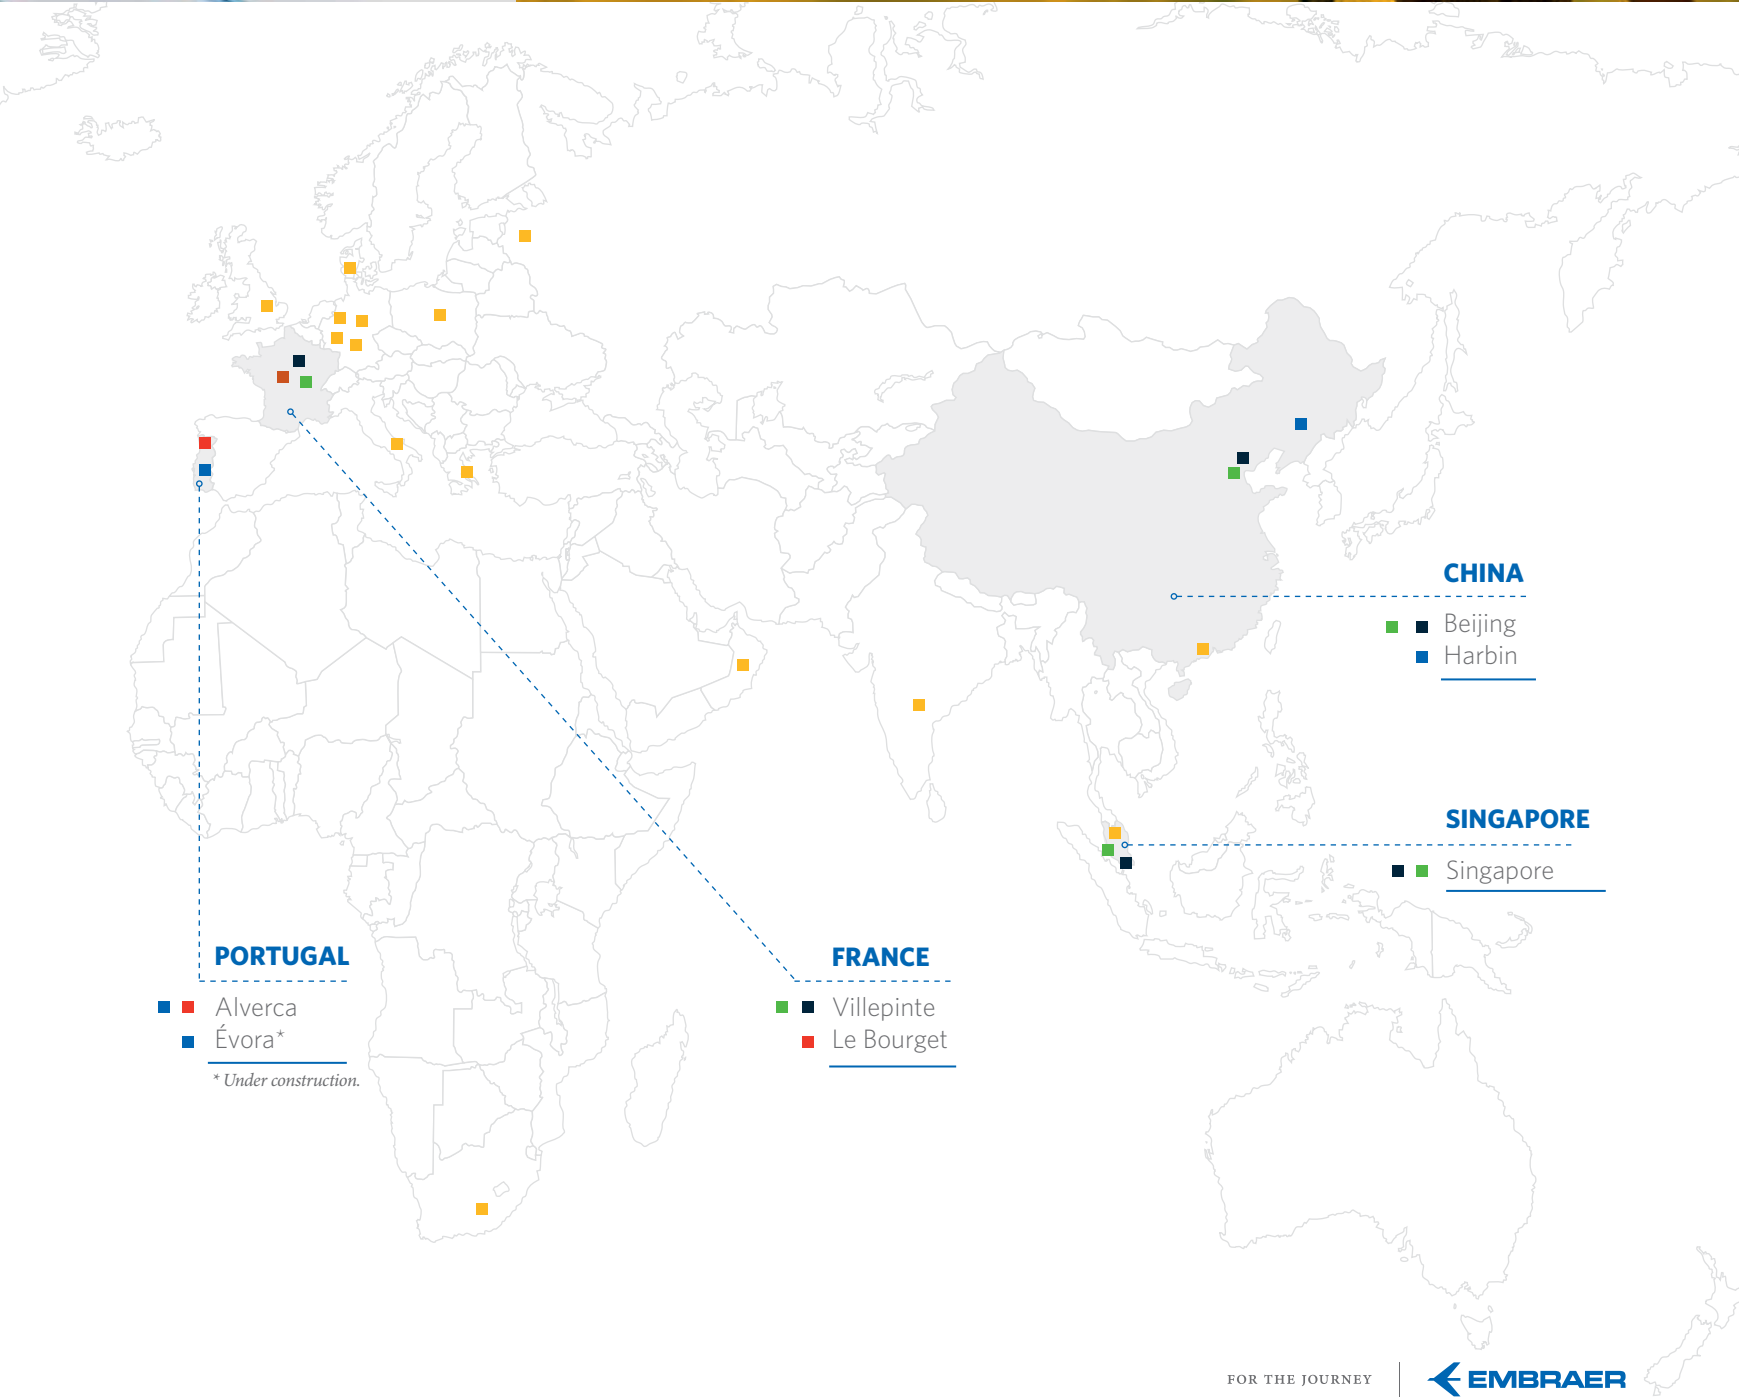 CHINA
Beijing
Harbin
SINGAPORE
Singapore
PORTUGAL
Alverca
Évora*
* Under construction.
FRANCE
Villepinte
Le Bourget
FOR THE JOURNEY
EMBRAER